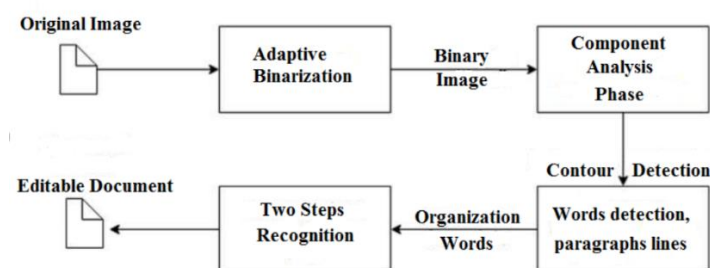 Original Image
Adaptive
Binarization
Binary
Image
Component
Analysis
Phase
Contour Detection
Words detection,
paragraphs lines
Organization
Words
Two Steps
Recognition
Editable Document